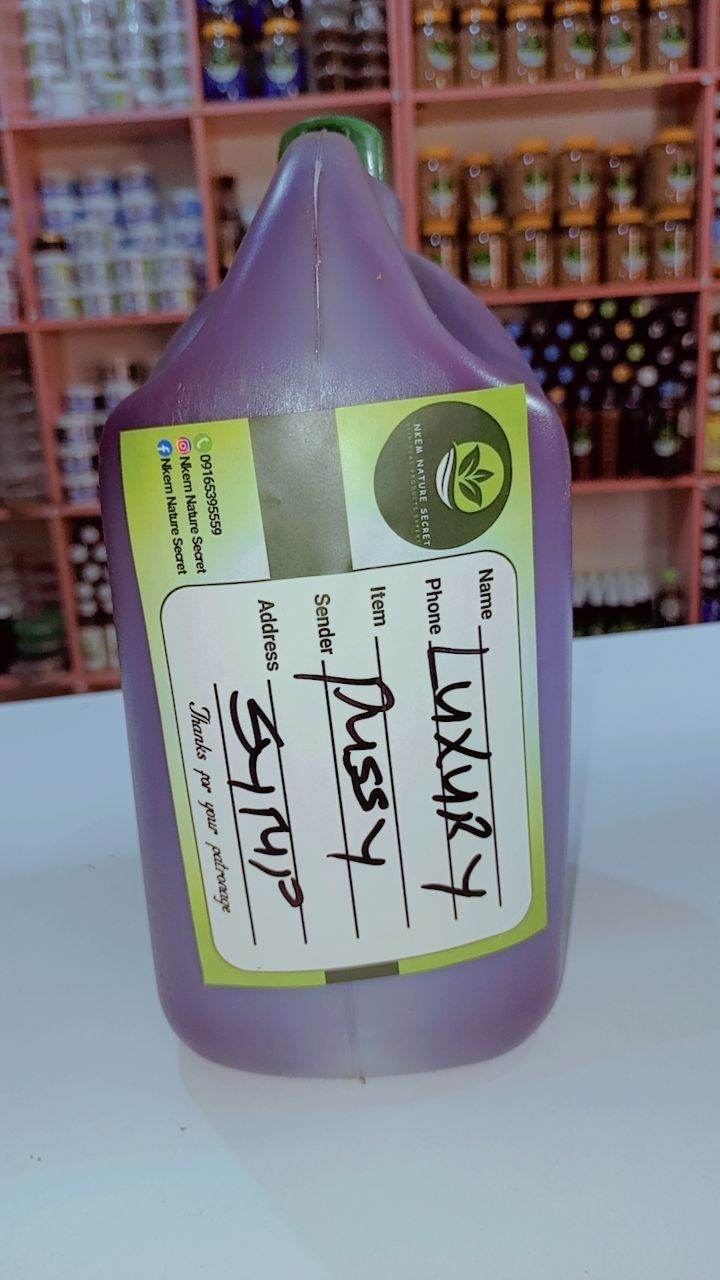 NKEM NATURE SECRET
Name
LUXURY
Phone
Item
PUSSY
Sender
Address
SYRUP
Thanks for your patronage
09165395559
Nkem Nature Secret
Nkem Nature Secret